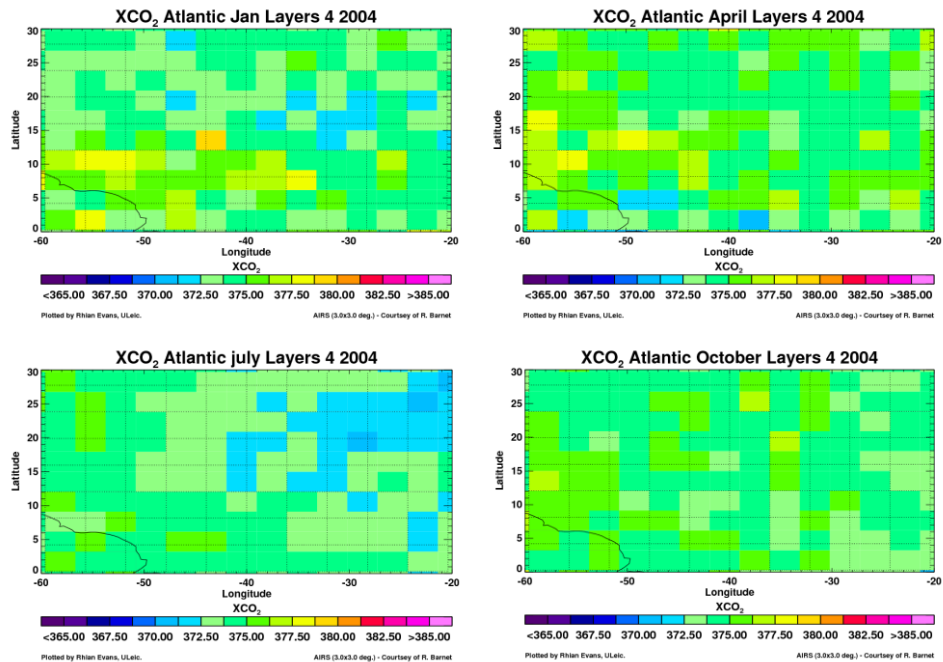 XCO2 Atlantic Jan Layers 4 2004
30
25
20
15
10
5
0
Latitude
-60 -50 -40 -30 -20
Longitude
XCO2
<365.00 367.50 370.00 372.50 375.00 377.50 380.00 382.50 >385.00
Plotted by Rhian Evans, ULeic. AIRS (3.0x3.0 deg.) - Courtsey of R. Barnet
XCO2 Atlantic April Layers 4 2004
30
25
20
15
10
5
0
Latitude
-60 -50 -40 -30 -20
Longitude
XCO2
<365.00 367.50 370.00 372.50 375.00 377.50 380.00 382.50 >385.00
Plotted by Rhian Evans, ULeic. AIRS (3.0x3.0 deg.) - Courtsey of R. Barnet
XCO2 Atlantic july Layers 4 2004
30
25
20
15
10
5
0
Latitude
-60 -50 -40 -30 -20
Longitude
XCO2
<365.00 367.50 370.00 372.50 375.00 377.50 380.00 382.50 >385.00
Plotted by Rhian Evans, ULeic. AIRS (3.0x3.0 deg.) - Courtsey of R. Barnet
XCO2 Atlantic October Layers 4 2004
30
25
20
15
10
5
0
Latitude
-60 -50 -40 -30 -20
Longitude
XCO2
<365.00 367.50 370.00 372.50 375.00 377.50 380.00 382.50 >385.00
Plotted by Rhian Evans, ULeic. AIRS (3.0x3.0 deg.) - Courtsey of R. Barnet